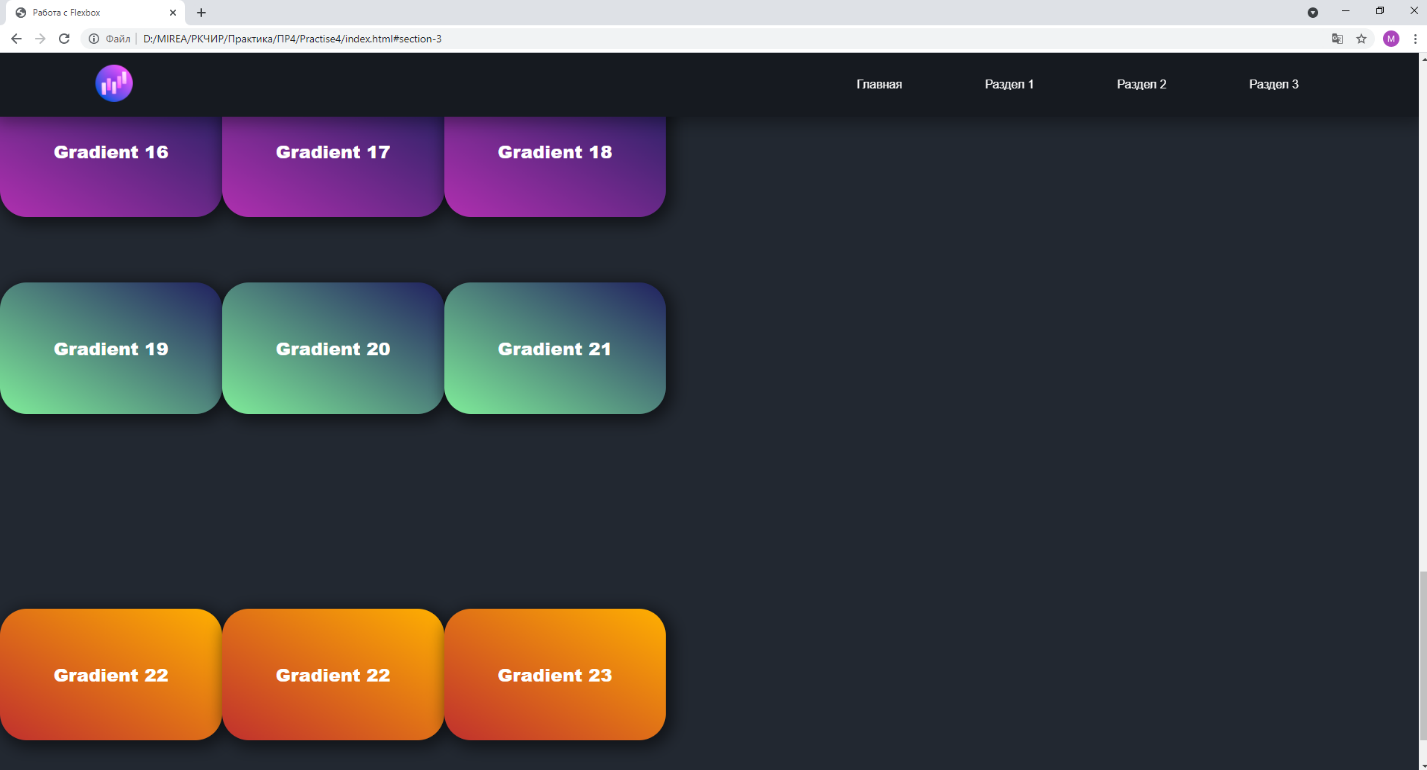 Работа с Flexbox
Файл | D:/MIREA/РКЧИР/Практика/ПР4/Practise4/index.html#section-3
M
Главная Раздел 1 Раздел 2 Раздел 3
Gradient 16 Gradient 17 Gradient 18
Gradient 19 Gradient 20 Gradient 21
Gradient 22 Gradient 22 Gradient 23